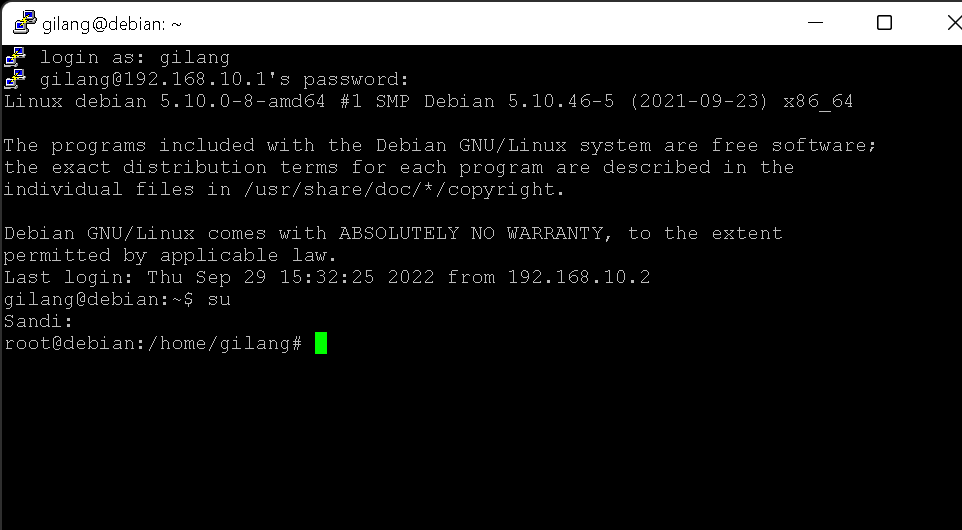 gilang@debian: ~
login as: gilang
gilang@192.168.10.1's password:
Linux debian 5.10.0-8-amd64 #1 SMP Debian 5.10.46-5 (2021-09-23) x86_64
The programs included with the Debian GNU/Linux system are free software;
the exact distribution terms for each program are described in the
individual files in /usr/share/doc/*/copyright.
Debian GNU/Linux comes with ABSOLUTELY NO WARRANTY, to the extent
permitted by applicable law.
Last login: Thu Sep 29 15:32:25 2022 from 192.168.10.2
gilang@debian:~$ su
Sandi:
root@debian:/home/gilang#